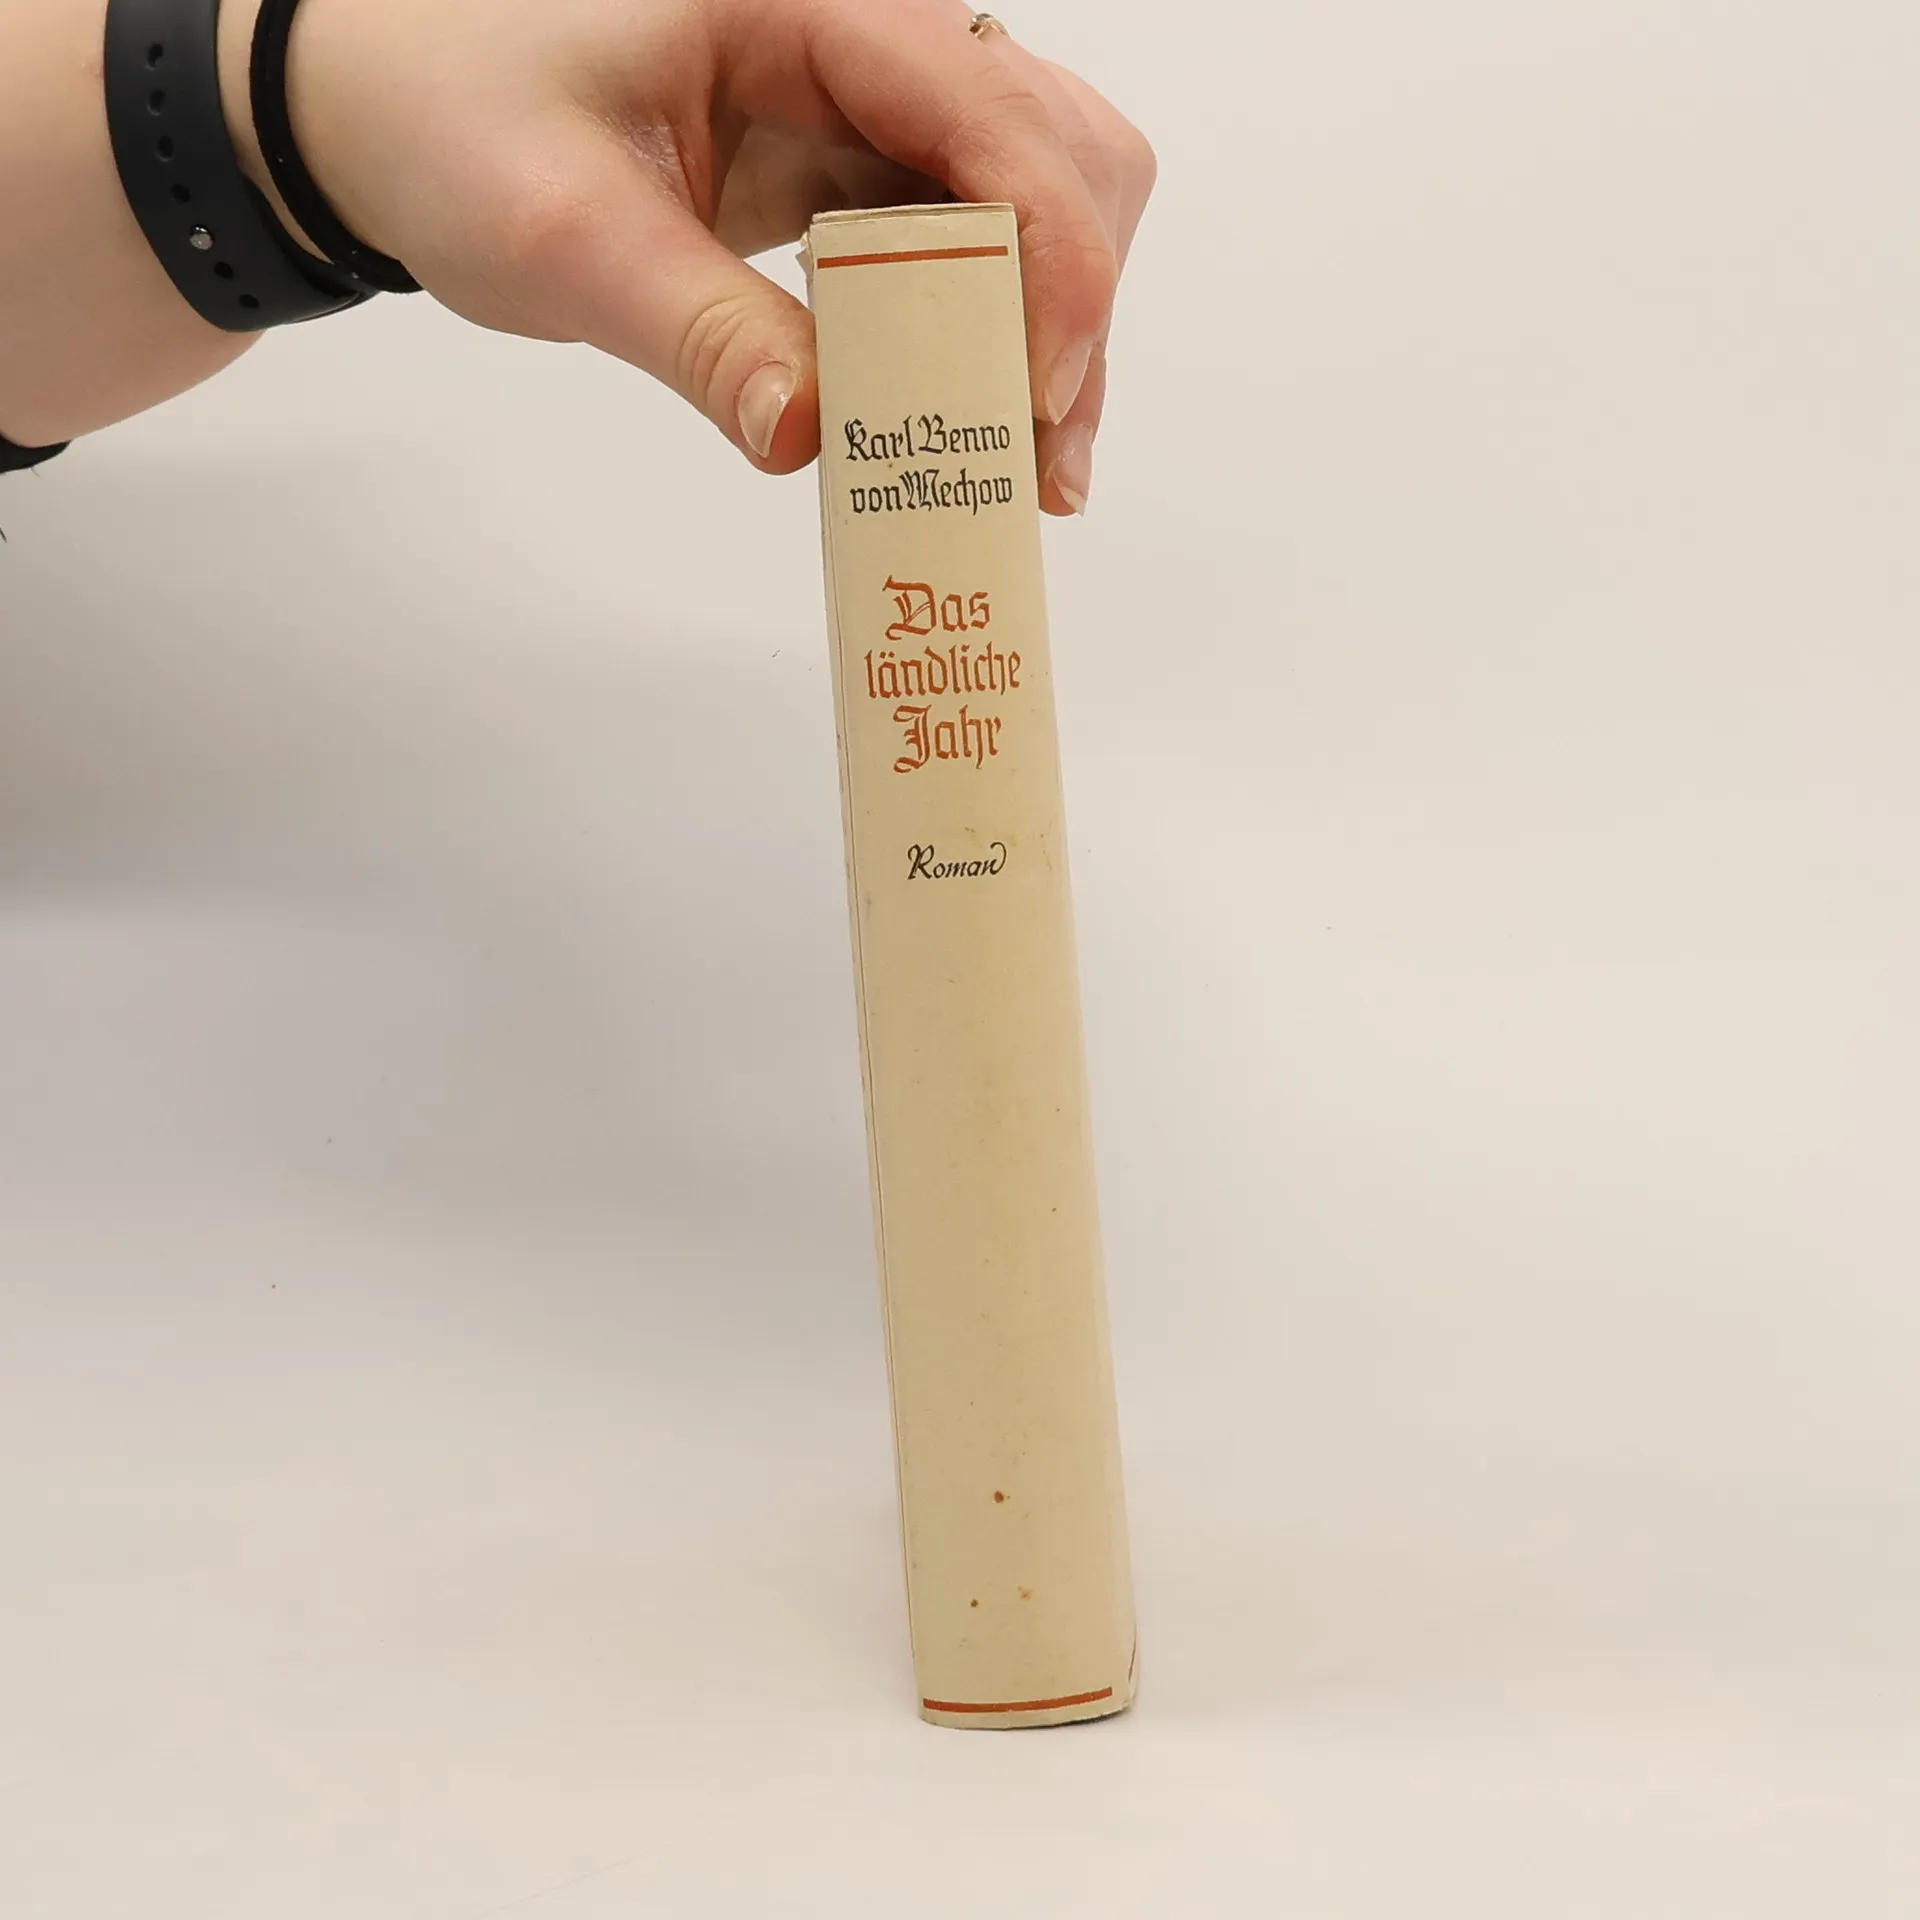 Karl Benno
von Mechow
Das
ländliche
Jahr
Roman